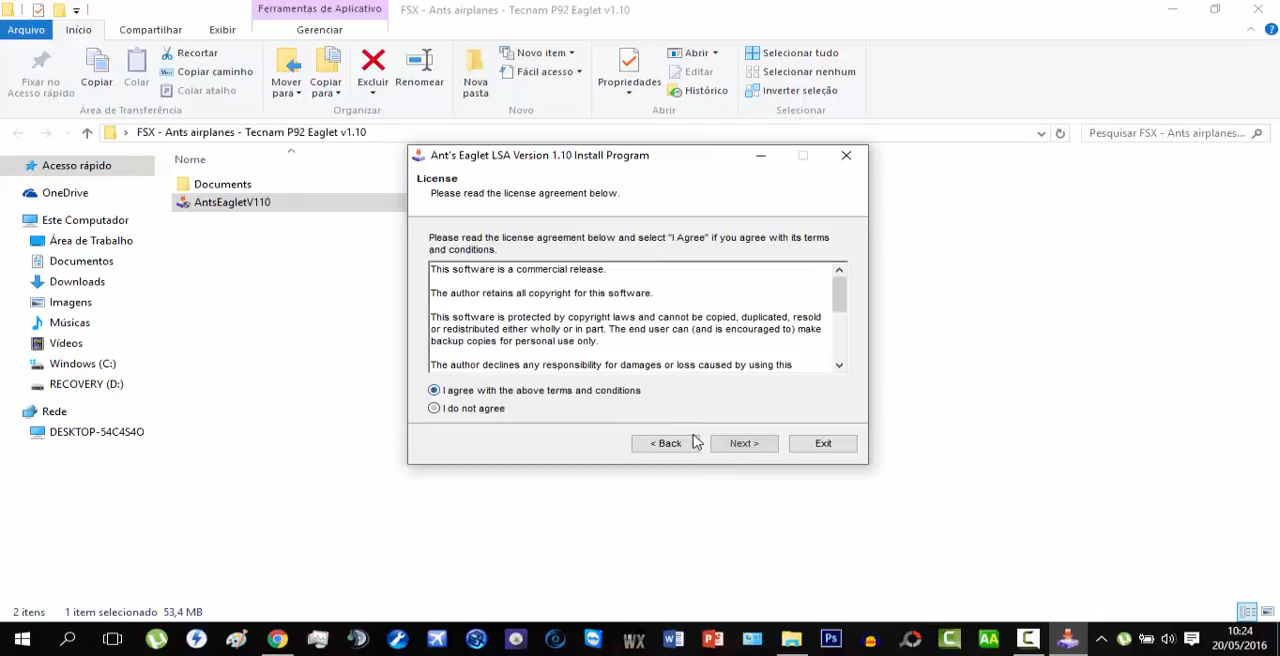 Ferramentas de Aplicativo
FSX - Ants airplanes - Tecnam P92 Eaglet v1.10
Arquivo
Início
Compartilhar
Exibir
Gerenciar
Fixar no
Acesso rápido
Copiar
Colar
Recortar
Copiar caminho
Colar atalho
Área de Transferência
Mover
para
Copiar
para
Excluir
Renomear
Organizar
Nova
pasta
Novo item
Fácil acesso
Novo
Propriedades
Abrir
Editar
Histórico
Abrir
Selecionar tudo
Selecionar nenhum
Inverter seleção
Selecionar
FSX - Ants airplanes - Tecnam P92 Eaglet v1.10
Pesquisar FSX - Ants airplanes...
Acesso rápido
OneDrive
Este Computador
Área de Trabalho
Documentos
Downloads
Imagens
Músicas
Vídeos
Windows (C:)
RECOVERY (D:)
Rede
DESKTOP-54C4S4O
Nome
Documents
AntsEagletV110
Ant's Eaglet LSA Version 1.10 Install Program
License
Please read the license agreement below.
Please read the license agreement below and select "I Agree" if you agree with its terms
and conditions.
This software is a commercial release.
The author retains all copyright for this software.
This software is protected by copyright laws and cannot be copied, duplicated, resold
or redistributed either wholly or in part. The end user can (and is encouraged to) make
backup copies for personal use only.
The author declines any responsibility for damages or loss caused by using this
I agree with the above terms and conditions
I do not agree
< Back
Next >
Exit
2 itens
1 item selecionado 53,4 MB
WX
W
P
Ps
C
AA
C
10:24
20/05/2016